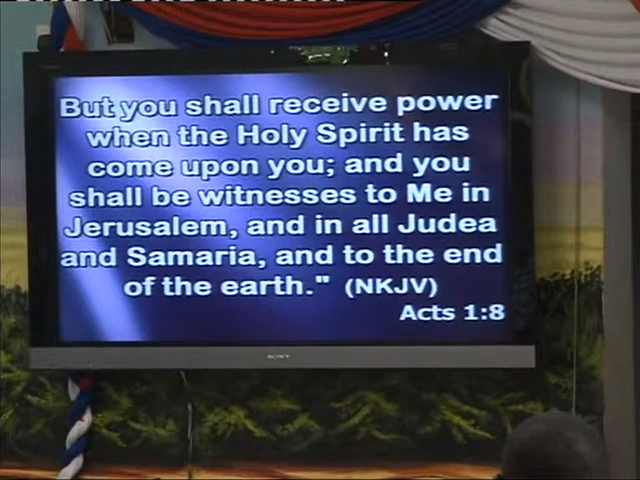 But you shall receive power
when the Holy Spirit has
come upon you; and you
shall be witnesses to Me in
Jerusalem, and in all Judea
and Samaria, and to the end
of the earth." (NKJV)
Acts 1:8
SONY